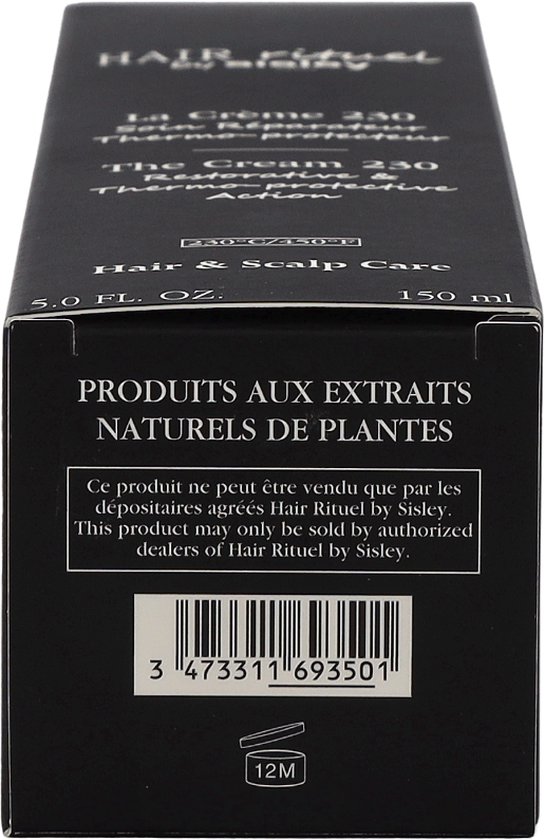 HAIR rituel
by sisley
La Crème 230
Soin Réparateur
Thermo-protecteur
The Cream 230
Restorative &
Thermo-protective
Action
230°C/450°F
Hair & Scalp Care
5.0 FL. OZ. 150 ml
PRODUITS AUX EXTRAITS
NATURELS DE PLANTES
Ce produit ne peut être vendu que par les
dépositaires agréés Hair Rituel by Sisley.
This product may only be sold by authorized
dealers of Hair Rituel by Sisley.
3 473311 693501
12M